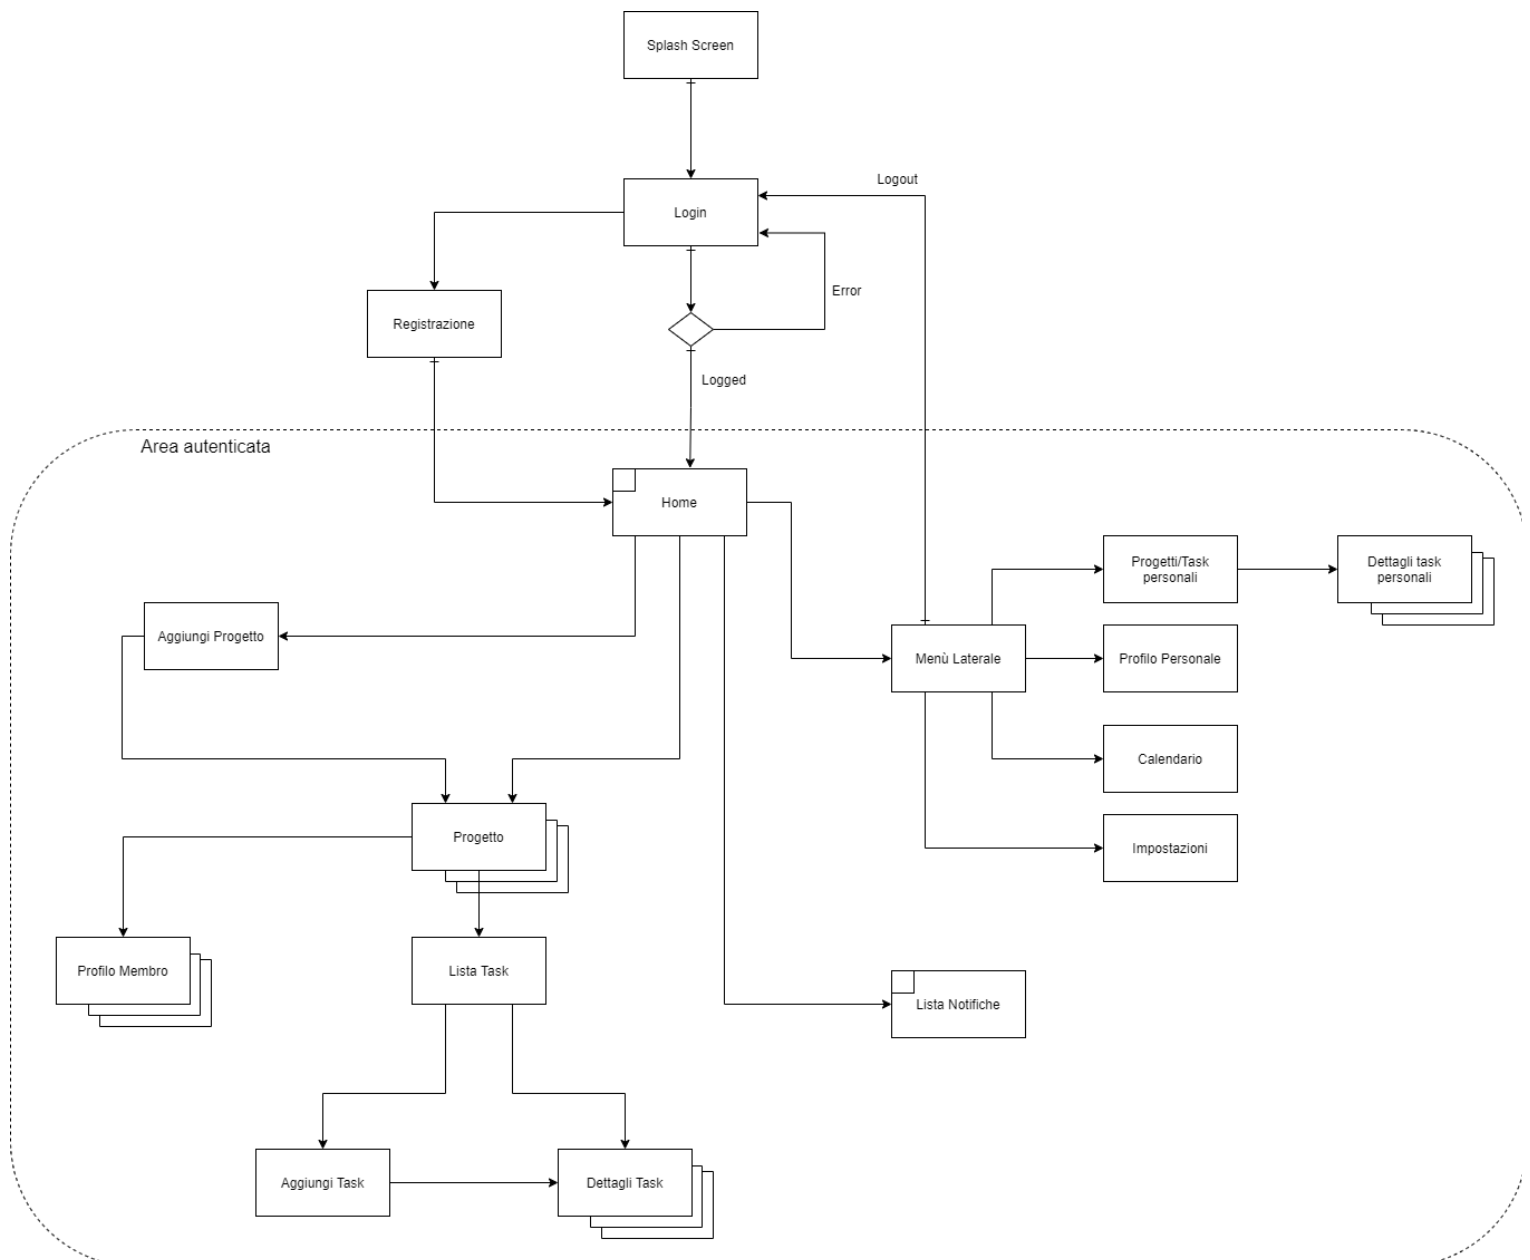 Splash Screen
Logout
Login
Error
Registrazione
Logged
Area autenticata
Home
Progetti/Task
personali
Dettagli task
personali
Aggiungi Progetto
Menù Laterale
Profilo Personale
Calendario
Progetto
Impostazioni
Profilo Membro
Lista Task
Lista Notifiche
Aggiungi Task
Dettagli Task